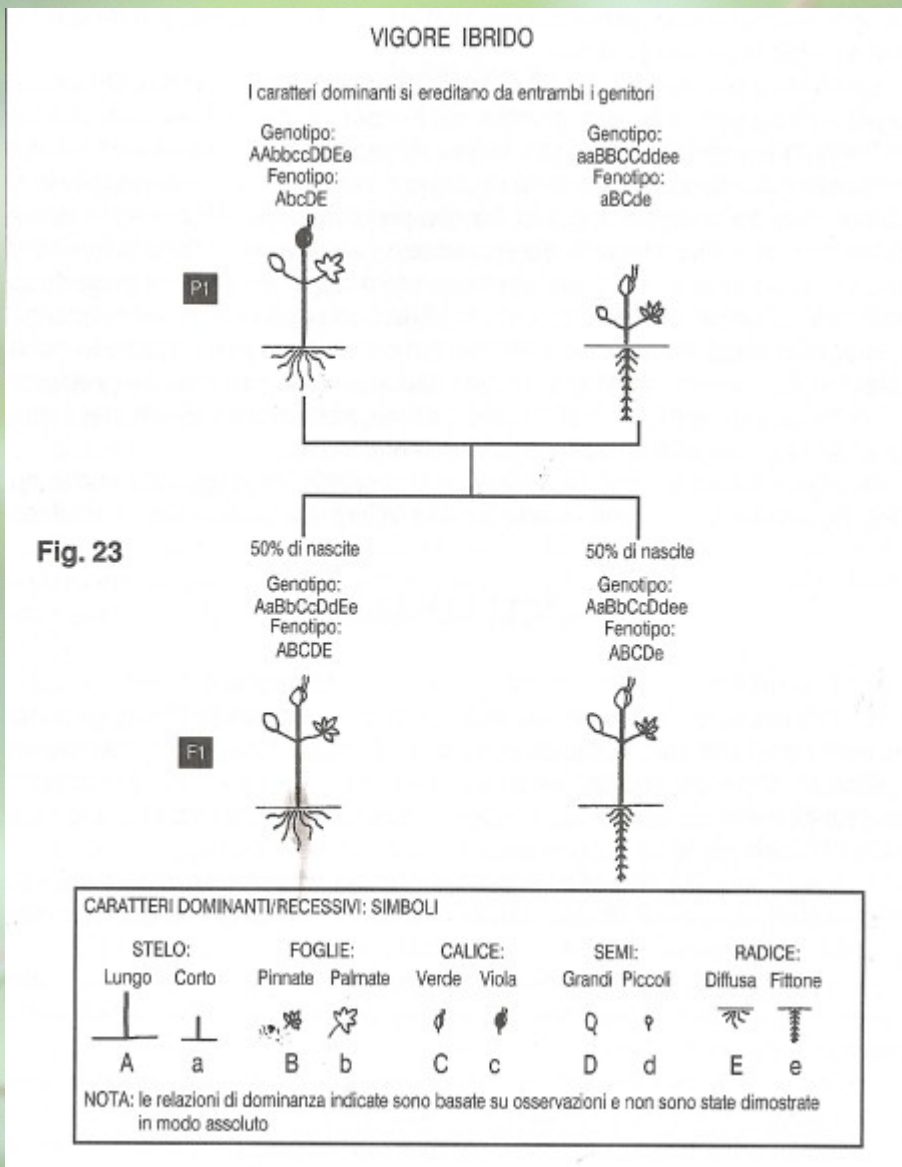 VIGORE IBRIDO
I caratteri dominanti si ereditano da entrambi i genitori
Genotipo:
AAbbccDDEe
Fenotipo:
AbcDE
Genotipo:
aaBBCCddee
Fenotipo:
aBCde
P1
Fig. 23
50% di nascite
Genotipo:
AaBbCcDdEe
Fenotipo:
ABCDE
50% di nascite
Genotipo:
AaBbCcDdee
Fenotipo:
ABCDe
F1
CARATTERI DOMINANTI/RECESSIVI: SIMBOLI
STELO: FOGLIE: CALICE: SEMI: RADICE:
Lungo Corto Pinnate Palmate Verde Viola Grandi Piccoli Diffusa Fittone
A a B b C c D d E e
NOTA: le relazioni di dominanza indicate sono basate su osservazioni e non sono state dimostrate
in modo assoluto